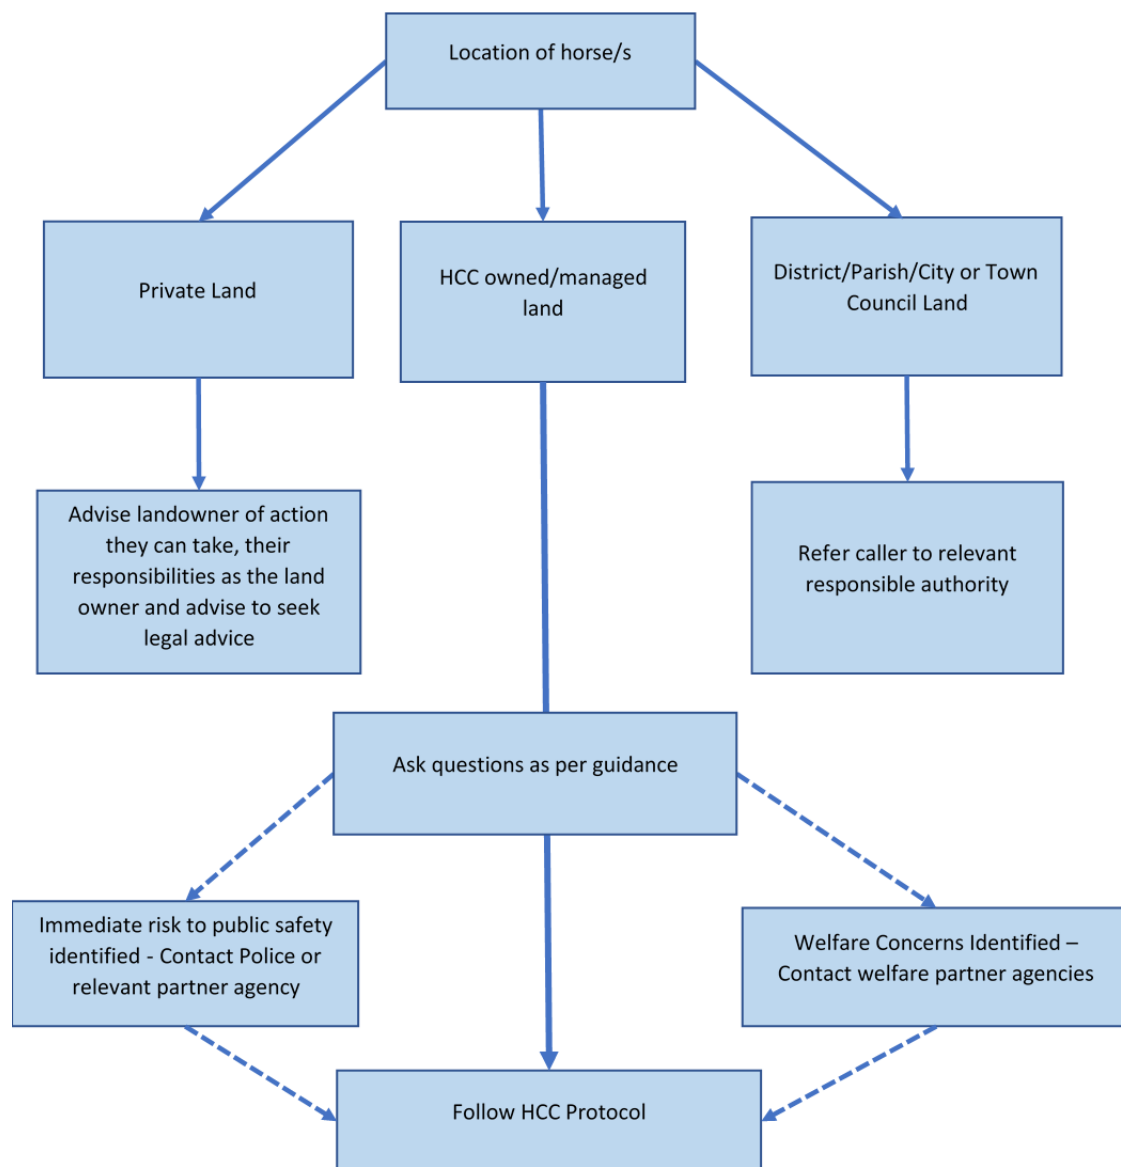 Location of horse/s
Private Land
HCC owned/managed
land
District/Parish/City or Town
Council Land
Advise landowner of action
they can take, their
responsibilities as the land
owner and advise to seek
legal advice
Refer caller to relevant
responsible authority
Ask questions as per guidance
Immediate risk to public safety
identified - Contact Police or
relevant partner agency
Welfare Concerns Identified –
Contact welfare partner agencies
Follow HCC Protocol